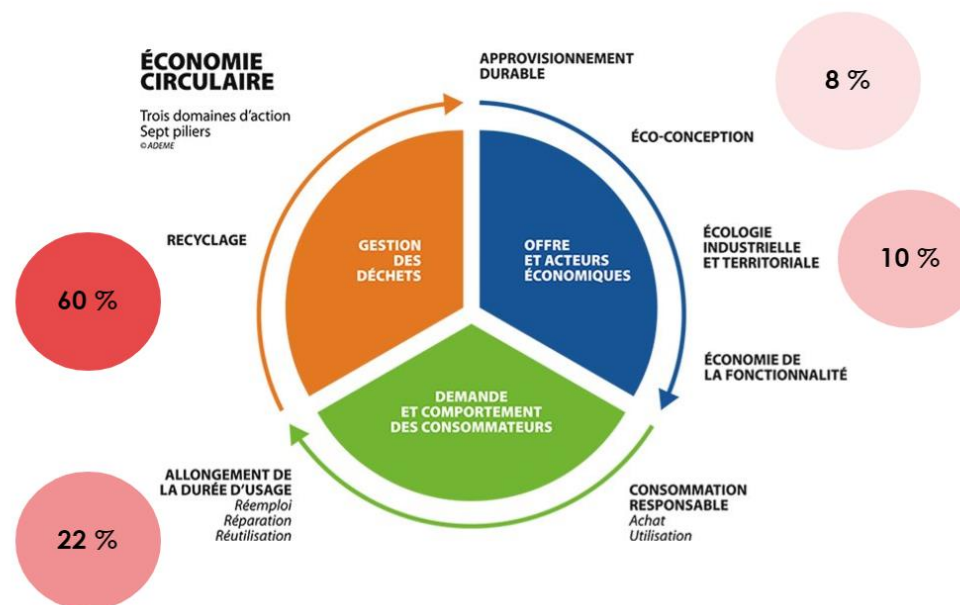 ÉCONOMIE
CIRCULAIRE
Trois domaines d'action
Sept piliers
© ADEME
APPROVISIONNEMENT
DURABLE
8 %
ÉCO-CONCEPTION
RECYCLAGE
60 %
GESTION
DES
DÉCHETS
OFFRE
ET ACTEURS
ÉCONOMIQUES
ÉCOLOGIE
INDUSTRIELLE
ET TERRITORIALE
10 %
ÉCONOMIE DE
LA FONCTIONNALITÉ
DEMANDE
ET COMPORTEMENT
DES CONSOMMATEURS
ALLONGEMENT DE
LA DURÉE D'USAGE
Réemploi
Réparation
Réutilisation
22 %
CONSOMMATION
RESPONSABLE
Achat
Utilisation